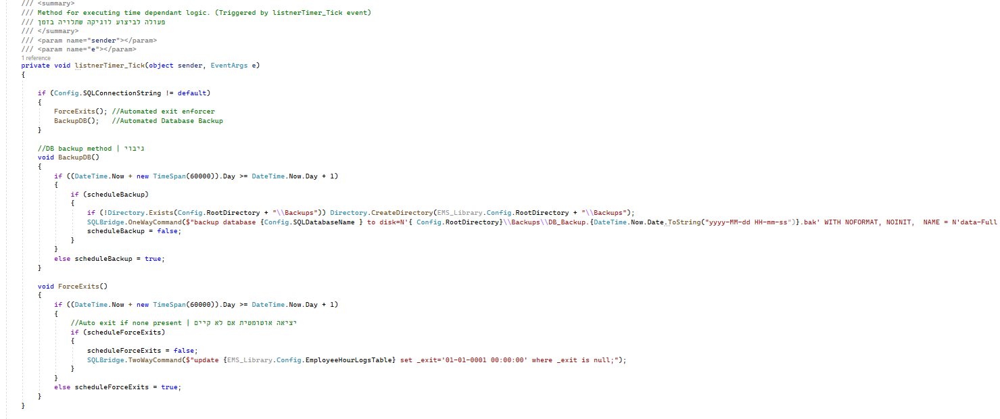 /// <summary>
/// Method for executing time dependant logic. (Triggered by listnerTimer_Tick event)
/// פעולה לביצוע לוגיקה שתלויה בזמן
/// </summary>
/// <param name="sender"></param>
/// <param name="e"></param>
1 reference
private void listnerTimer_Tick(object sender, EventArgs e)
{
if (Config.SQLConnectionString != default)
{
ForceExits(); //Automated exit enforcer
BackupDB();   //Automated Database Backup
}
//DB backup method | גיבוי
void BackupDB()
{
if ((DateTime.Now + new TimeSpan(60000)).Day >= DateTime.Now.Day + 1)
{
if (scheduleBackup)
{
if (!Directory.Exists(Config.RootDirectory + "\\Backups")) Directory.CreateDirectory(EMS_Library.Config.RootDirectory + "\\Backups");
SQLBridge.OneWayCommand($"backup database {Config.SQLDatabaseName } to disk=N'{ Config.RootDirectory}\\Backups\\DB_Backup.{DateTime.Now.Date.ToString("yyyy-MM-dd HH-mm-ss")}.bak' WITH NOFORMAT, NOINIT,  NAME = N'data-Full
scheduleBackup = false;
}
}
else scheduleBackup = true;
}
void ForceExits()
{
if ((DateTime.Now + new TimeSpan(60000)).Day >= DateTime.Now.Day + 1)
{
//Auto exit if none present | יציאה אוטומטית אם לא קיים
if (scheduleForceExits)
{
scheduleForceExits = false;
SQLBridge.TwoWayCommand($"update {EMS_Library.Config.EmployeeHourLogsTable} set _exit='01-01-0001 00:00:00' where _exit is null;");
}
}
else scheduleForceExits = true;
}
}